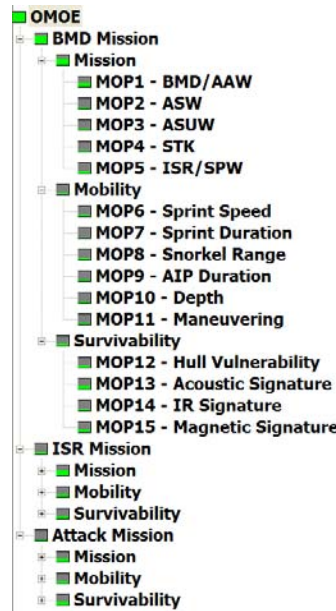 OMOE
BMD Mission
Mission
MOP1 - BMD/AAW
MOP2 - ASW
MOP3 - ASUW
MOP4 - STK
MOP5 - ISR/SPW
Mobility
MOP6 - Sprint Speed
MOP7 - Sprint Duration
MOP8 - Snorkel Range
MOP9 - AIP Duration
MOP10 - Depth
MOP11 - Maneuvering
Survivability
MOP12 - Hull Vulnerability
MOP13 - Acoustic Signature
MOP14 - IR Signature
MOP15 - Magnetic Signature
ISR Mission
Mission
Mobility
Survivability
Attack Mission
Mission
Mobility
Survivability